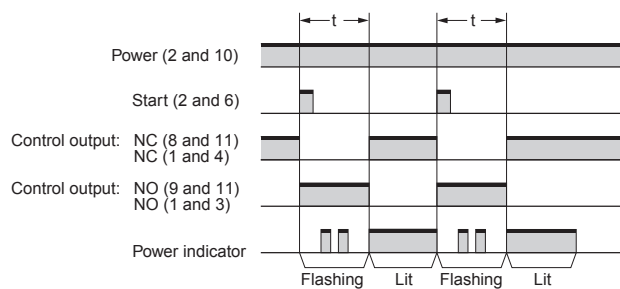 t
t
Power (2 and 10)
Start (2 and 6)
Control output: NC (8 and 11)
NC (1 and 4)
Control output: NO (9 and 11)
NO (1 and 3)
Power indicator
Flashing Lit Flashing Lit